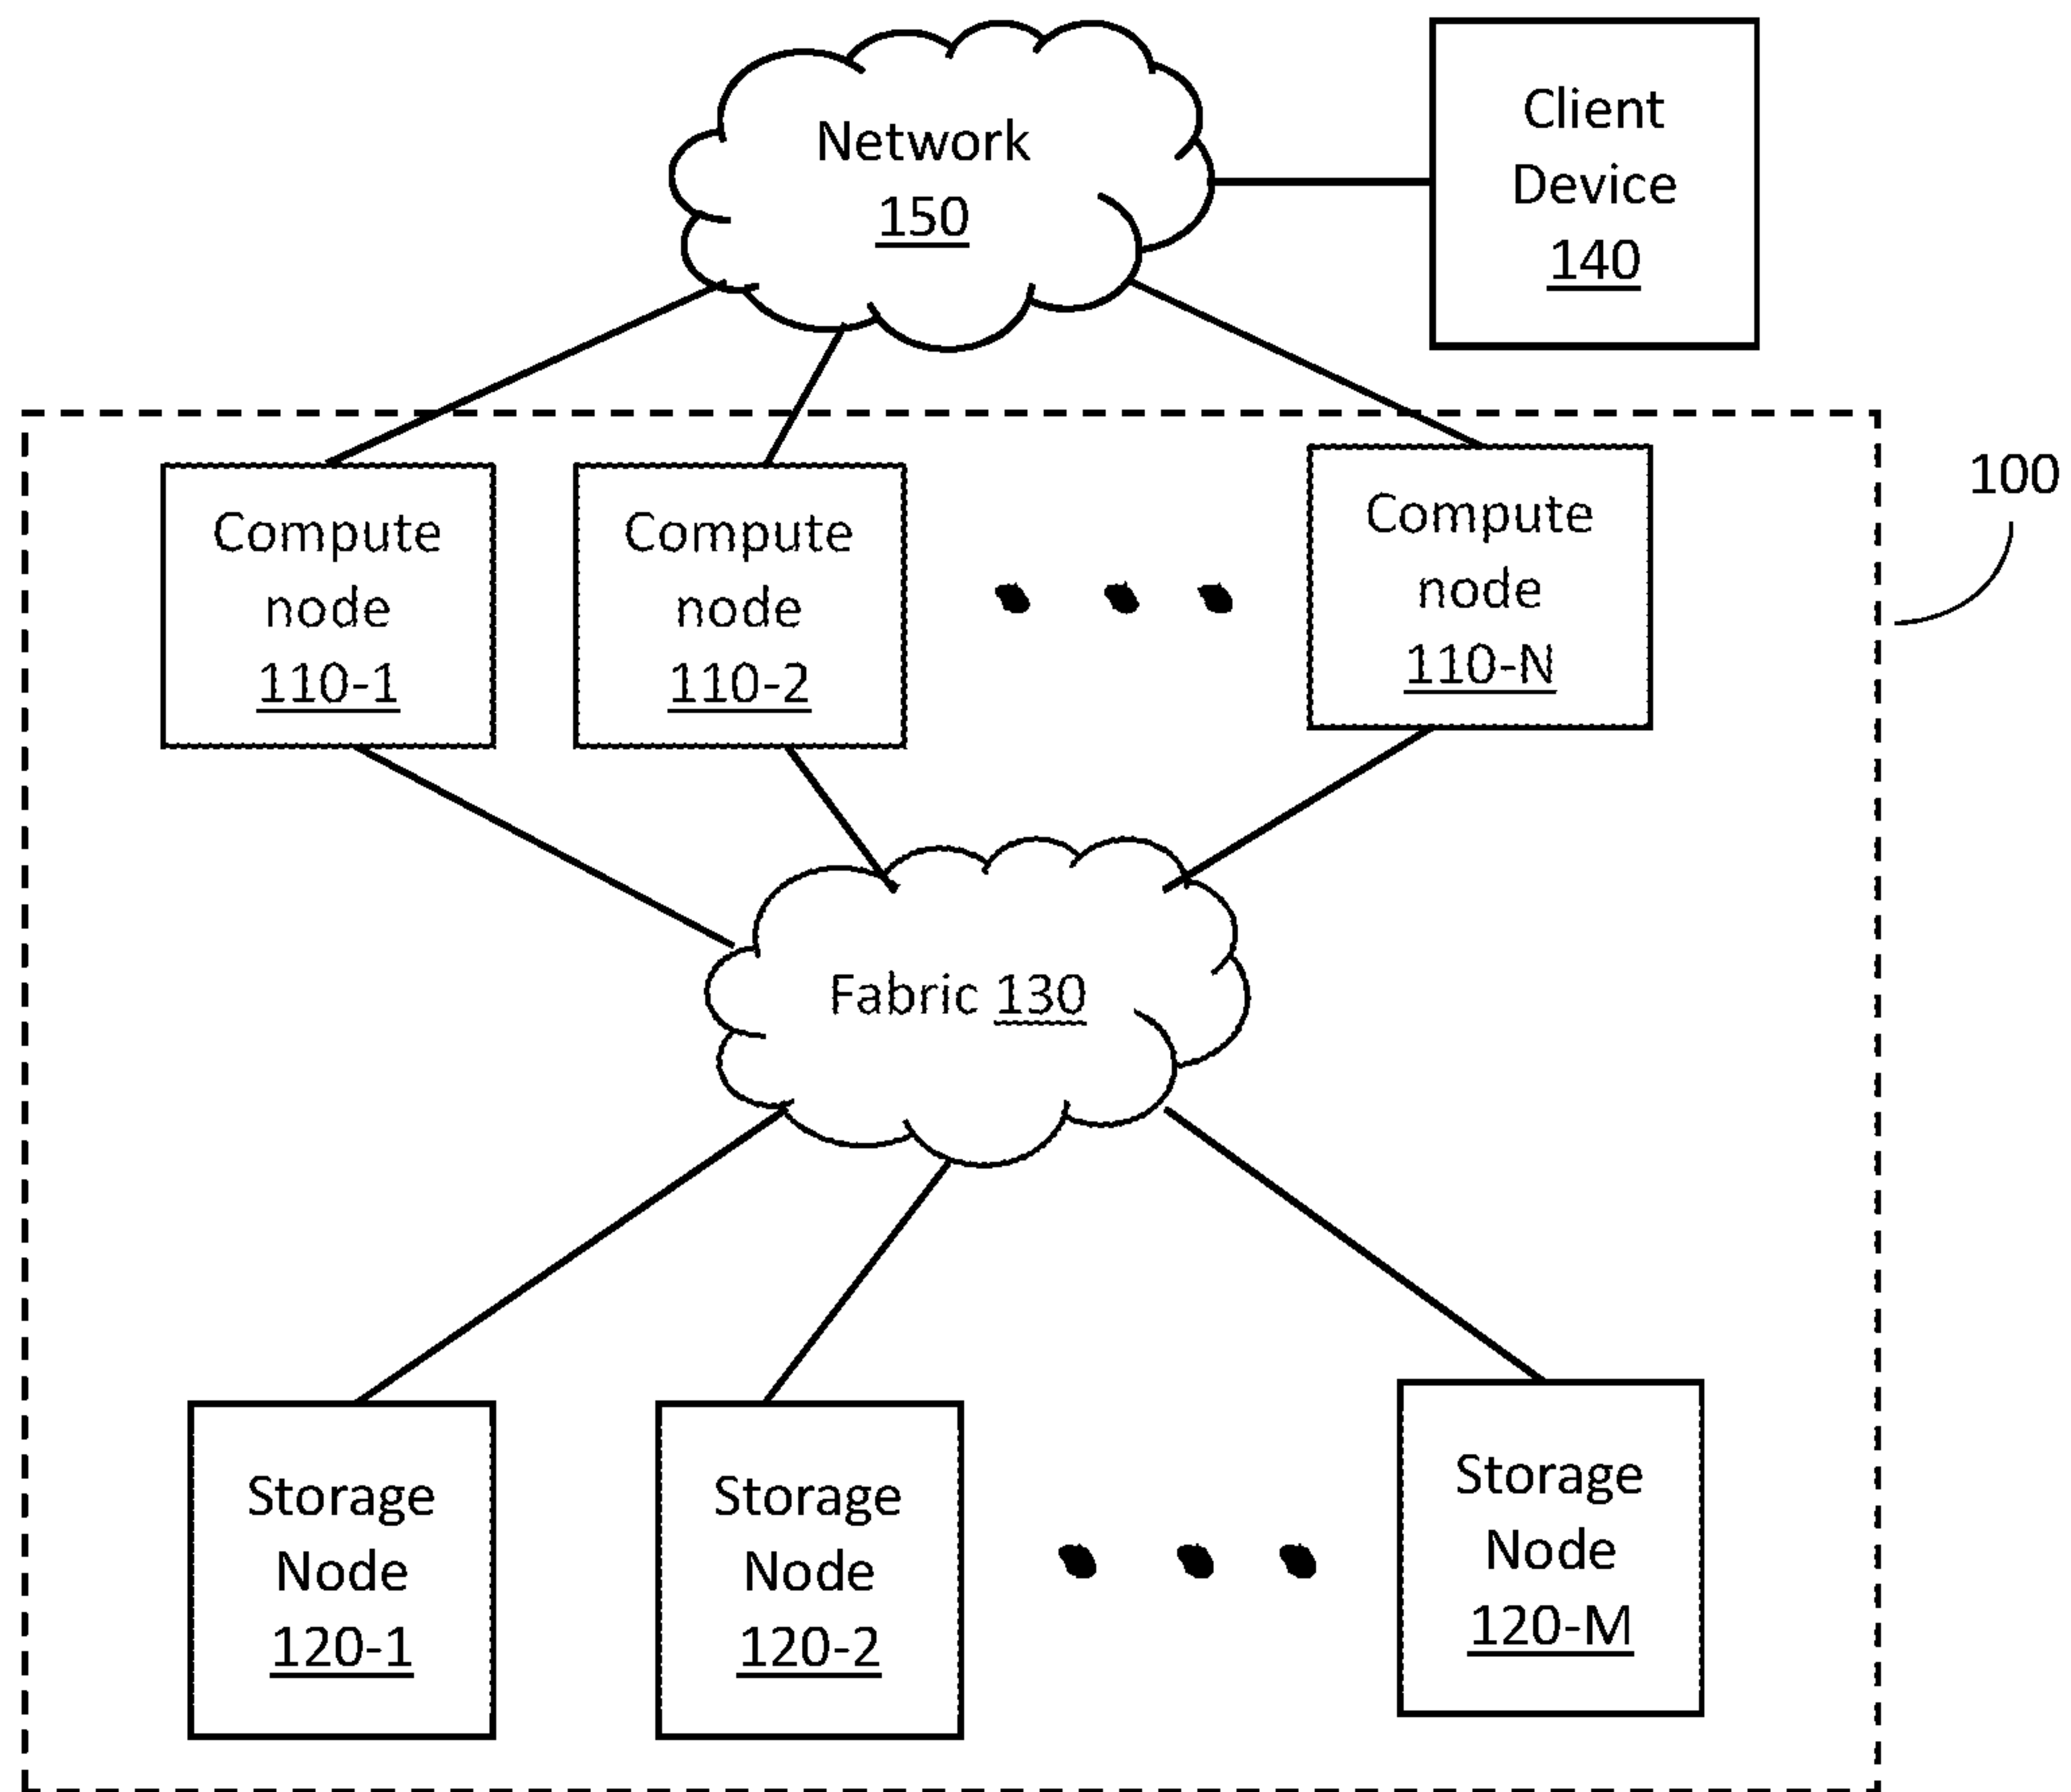 Network
150
Client
Device
140
100
Compute
node
110-1
Compute
node
110-2
Compute
node
110-N
Fabric 130
Storage
Node
120-1
Storage
Node
120-2
Storage
Node
120-M